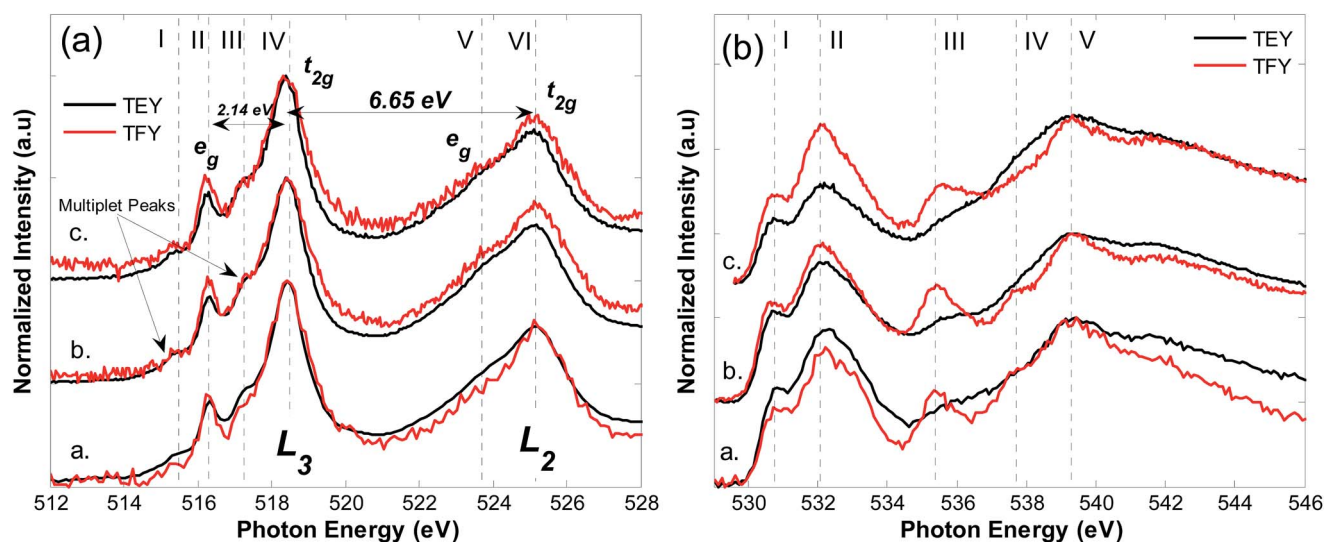 (a)
I II III IV V VI
TEY
TFY
t2g
2.14 eV
6.65 eV
t2g
eg
eg
Multiplet Peaks
c.
b.
a.
L3
L2
Normalized Intensity (a.u)
512 514 516 518 520 522 524 526 528
Photon Energy (eV)
(b)
I II III IV V
TEY
TFY
c.
b.
a.
Normalized Intensity (a.u)
530 532 534 536 538 540 542 544 546
Photon Energy (eV)